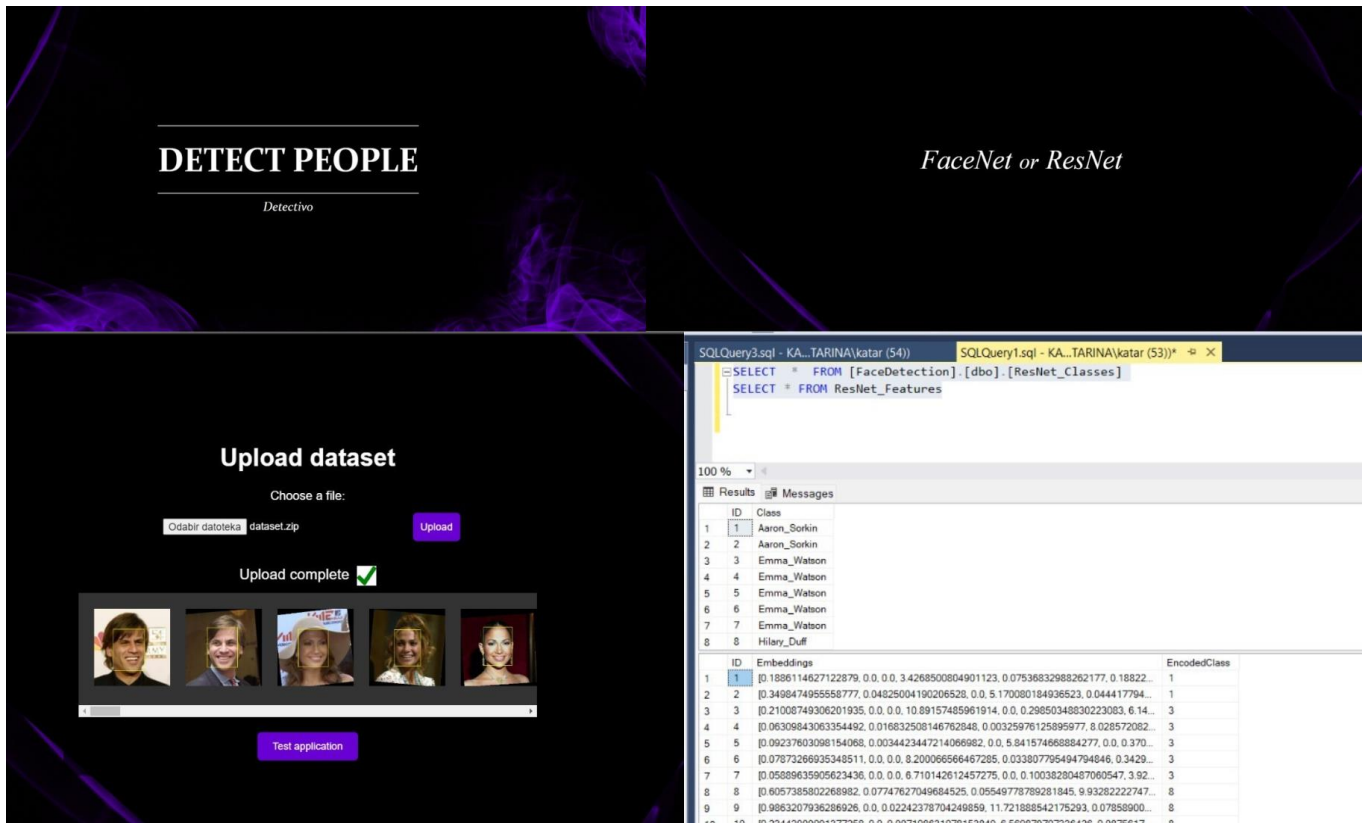 DETECT PEOPLE
Detectivo
FaceNet or ResNet
Upload dataset
Choose a file:
Odabir datoteka dataset.zip Upload
Upload complete
Test application
SQLQuery3.sql - KA...TARINA\katar (54)) SQLQuery1.sql - KA...TARINA\katar (53))*
SELECT * FROM [FaceDetection].[dbo].[ResNet_Classes]
SELECT * FROM ResNet_Features
100 %
Results Messages
ID Class
1 1 Aaron_Sorkin
2 2 Aaron_Sorkin
3 3 Emma_Watson
4 4 Emma_Watson
5 5 Emma_Watson
6 6 Emma_Watson
7 7 Emma_Watson
8 8 Hilary_Duff
ID Embeddings EncodedClass
1 1 [0.1886114627122879, 0.0, 0.0, 3.4268500804901123, 0.07536832988262177, 0.18822... 1
2 2 [0.3498474955558777, 0.04825004190206528, 0.0, 5.170080184936523, 0.044417794... 1
3 3 [0.21008749306201935, 0.0, 0.0, 10.89157485961914, 0.0, 0.29850348830223083, 6.14... 3
4 4 [0.06309843063354492, 0.016832508146762848, 0.00325976125895977, 8.028572082... 3
5 5 [0.09237603098154068, 0.0034423447214066982, 0.0, 5.841574668884277, 0.0, 0.370... 3
6 6 [0.07873266935348511, 0.0, 0.0, 8.200066566467285, 0.033807795494794846, 0.3429... 3
7 7 [0.05889635905623436, 0.0, 0.0, 6.710142612457275, 0.0, 0.10038280487060547, 3.92... 3
8 8 [0.6057385802268982, 0.07747627049684525, 0.05549778789281845, 9.93282222747... 8
9 9 [0.9863207936286926, 0.0, 0.02242378704249859, 11.721888542175293, 0.07858900... 8